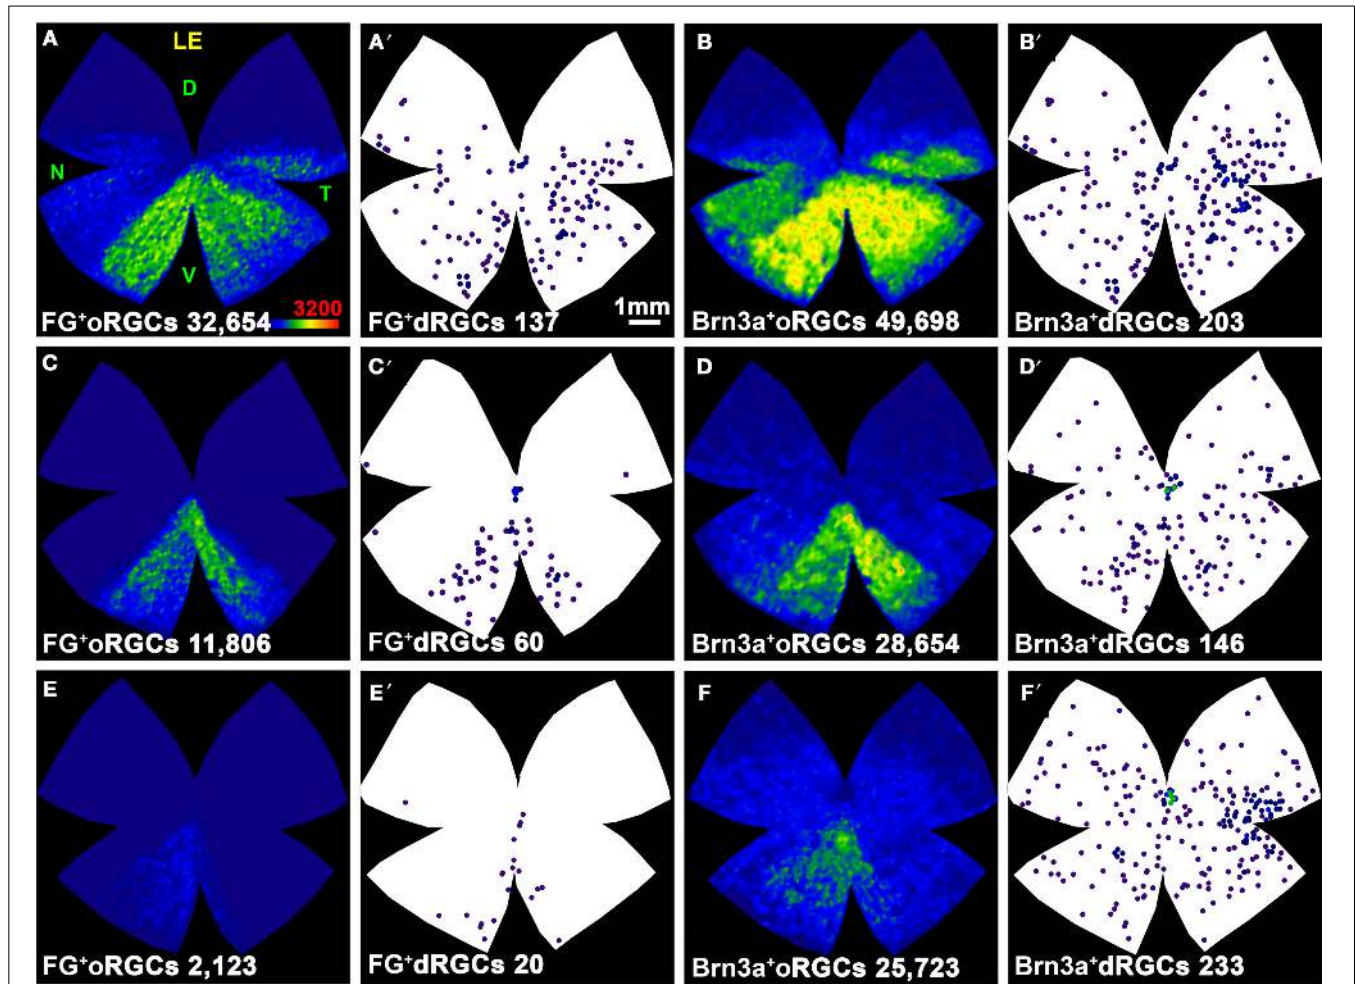 A
LE
D
N
T
V
3200
FG⁺oRGCs 32,654
A′
1mm
FG⁺dRGCs 137
B
Brn3a⁺oRGCs 49,698
B′
Brn3a⁺dRGCs 203
C
FG⁺oRGCs 11,806
C′
FG⁺dRGCs 60
D
Brn3a⁺oRGCs 28,654
D′
Brn3a⁺dRGCs 146
E
FG⁺oRGCs 2,123
E′
FG⁺dRGCs 20
F
Brn3a⁺oRGCs 25,723
F′
Brn3a⁺dRGCs 233